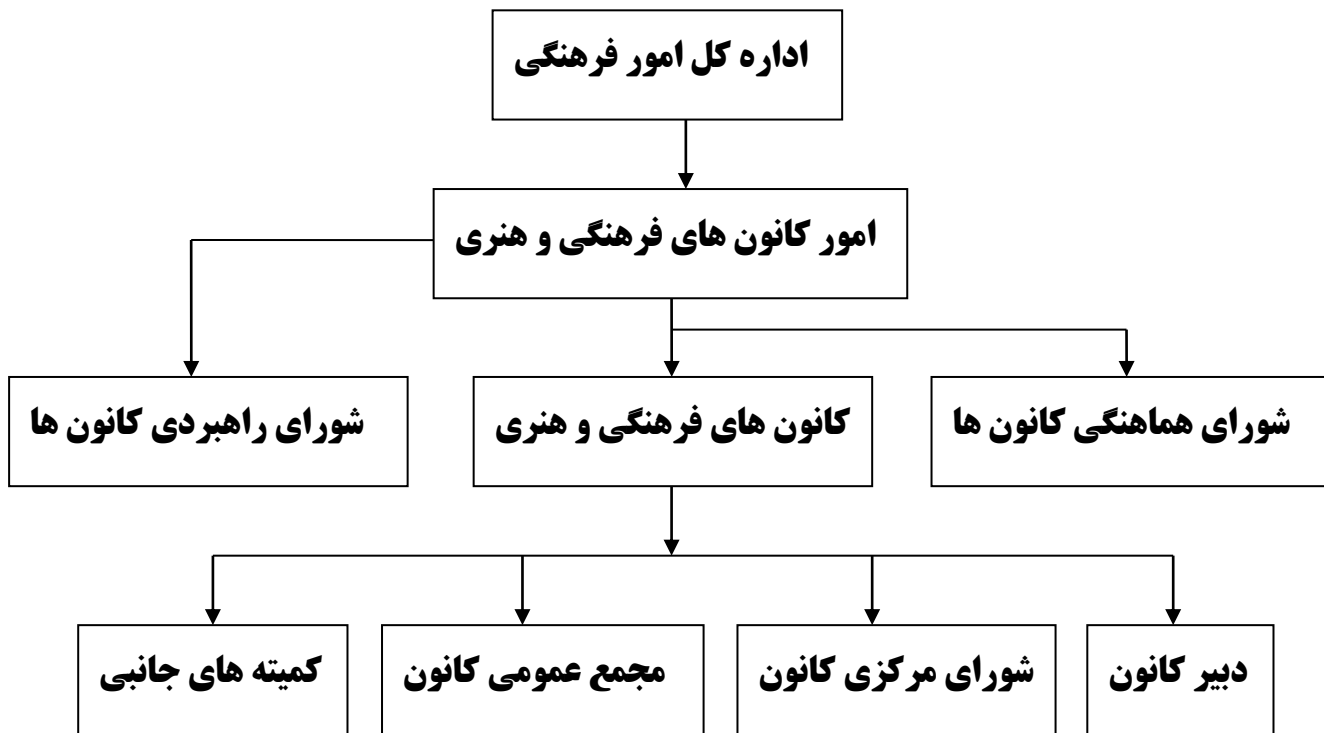 اداره کل امور فرهنگی
امور کانون های فرهنگی و هنری
شورای هماهنگی کانون ها
کانون های فرهنگی و هنری
شورای راهبردی کانون ها
دبیر کانون
شورای مرکزی کانون
مجمع عمومی کانون
کمیته های جانبی